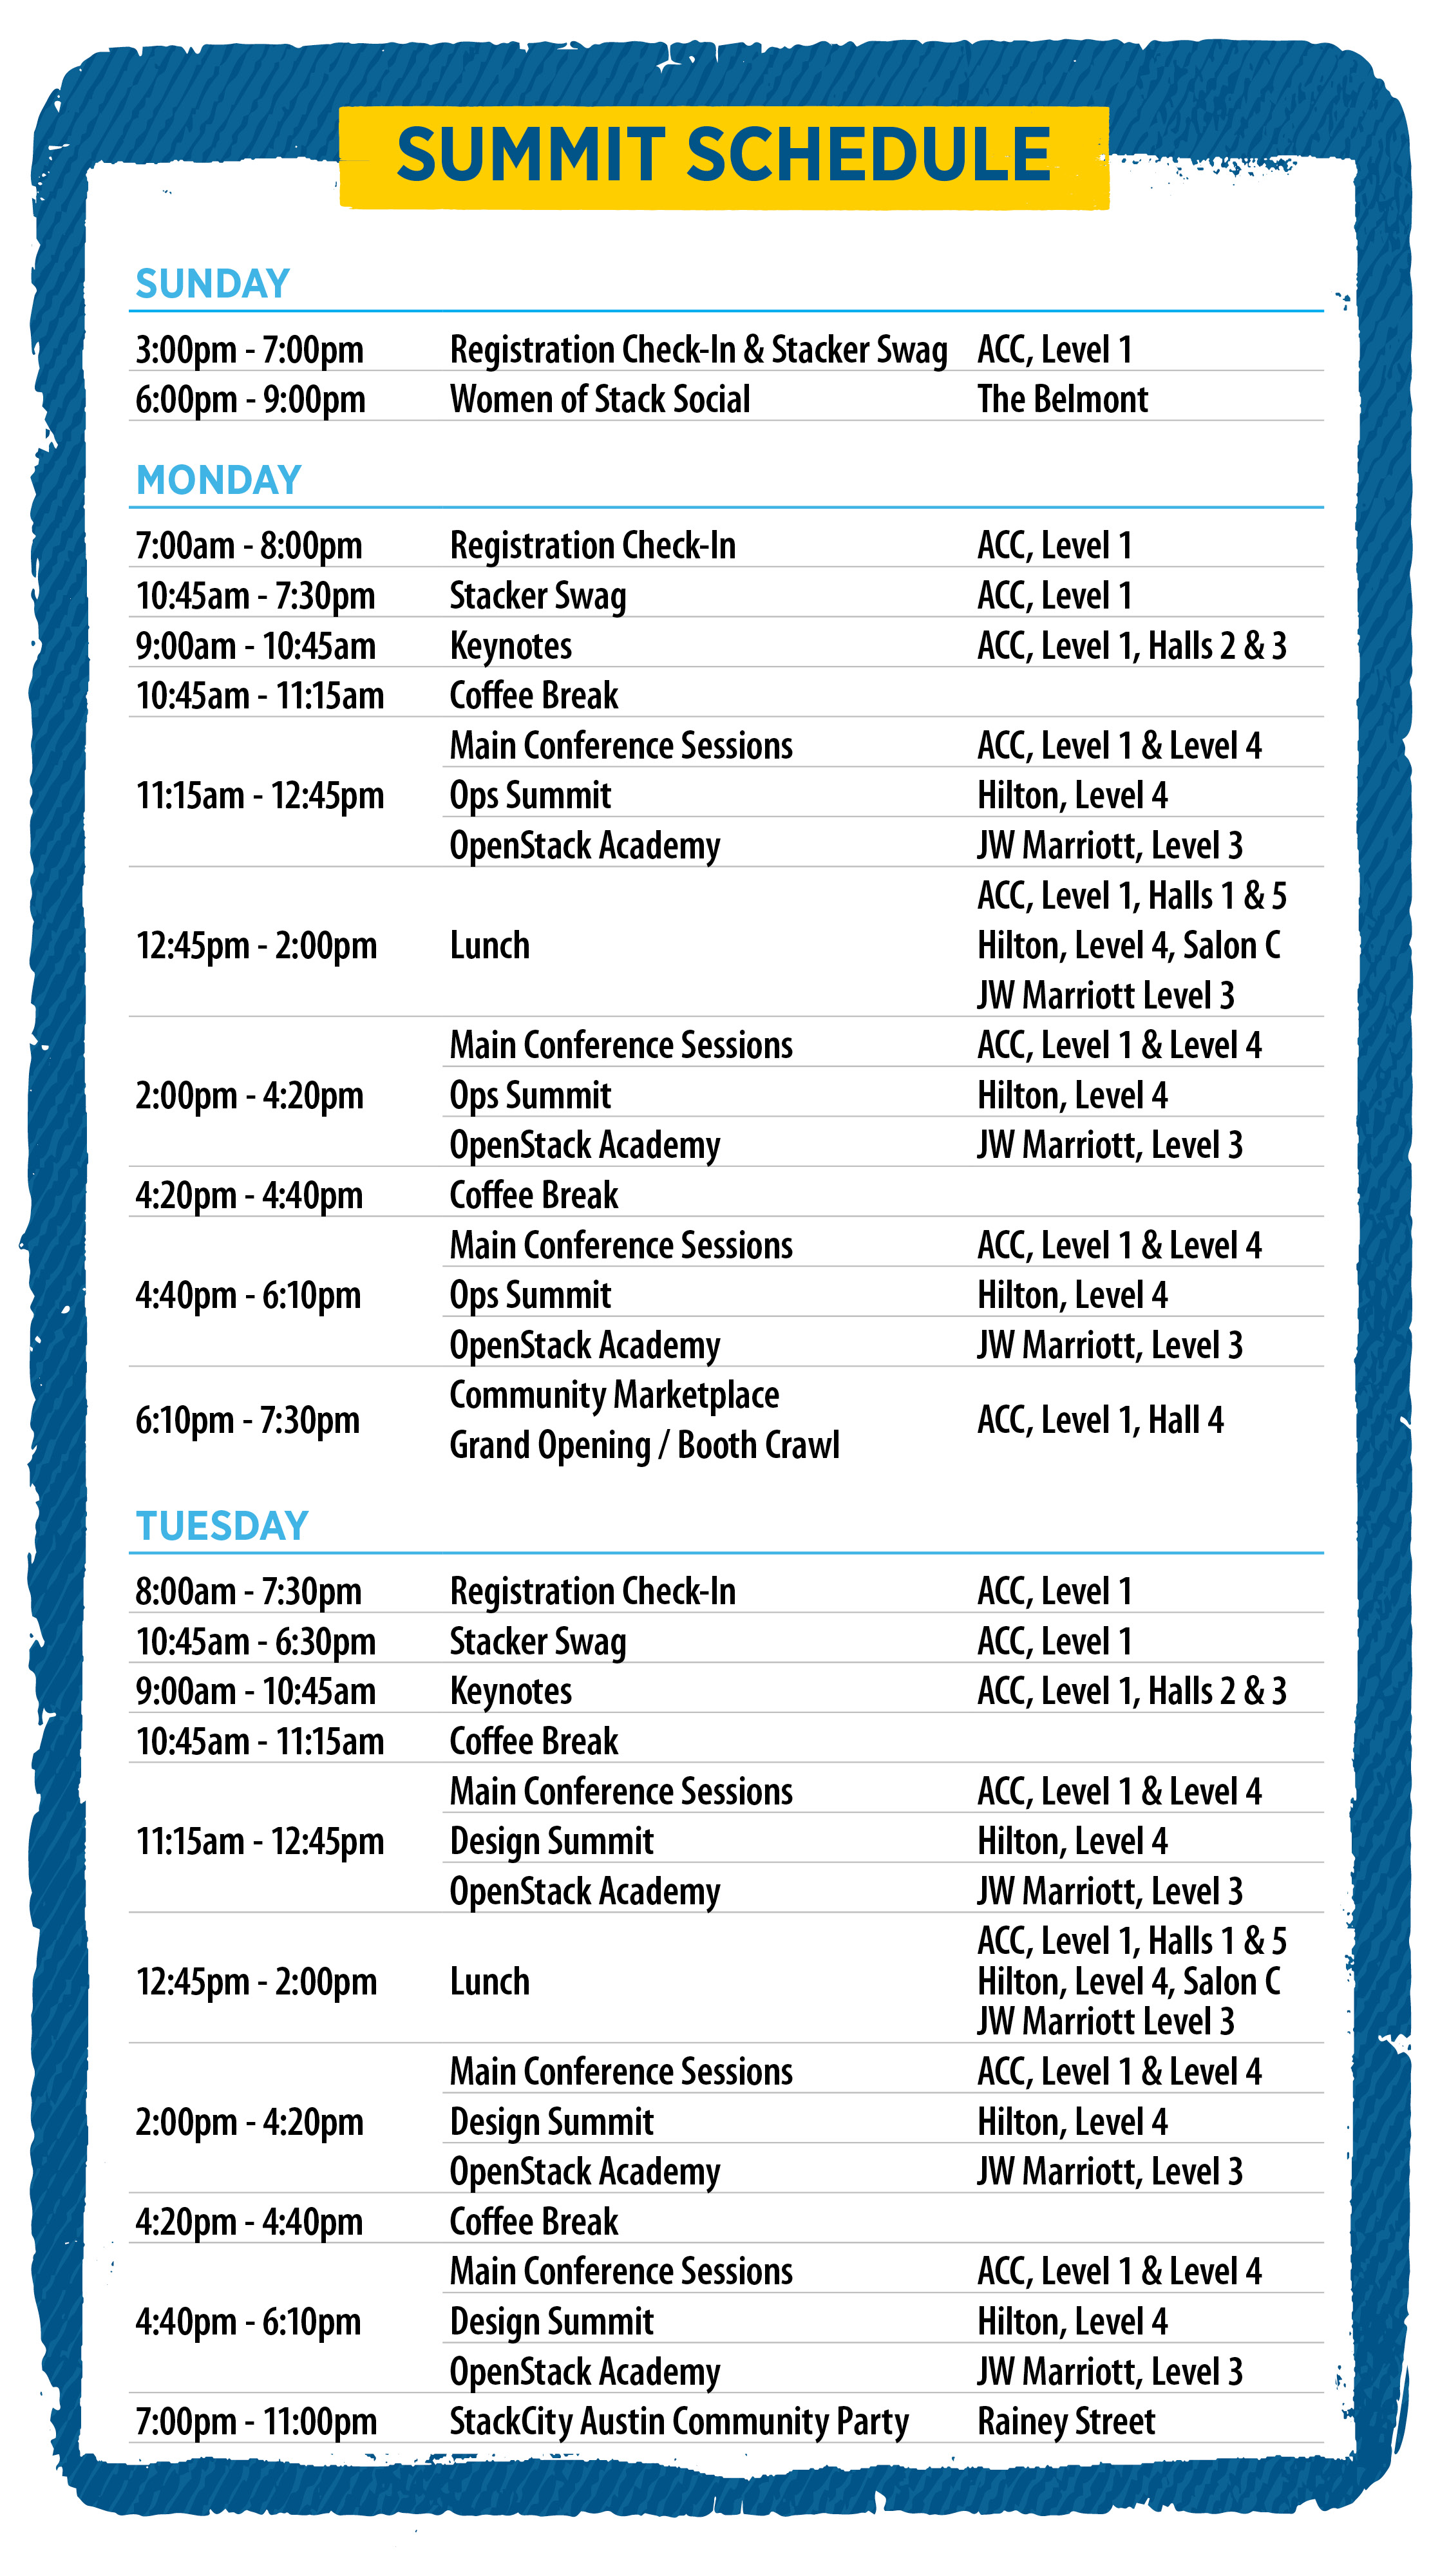 SUMMIT SCHEDULE
SUNDAY
3:00pm - 7:00pm Registration Check-In & Stacker Swag ACC, Level 1
6:00pm - 9:00pm Women of Stack Social The Belmont
MONDAY
7:00am - 8:00pm Registration Check-In ACC, Level 1
10:45am - 7:30pm Stacker Swag ACC, Level 1
9:00am - 10:45am Keynotes ACC, Level 1, Halls 2 & 3
10:45am - 11:15am Coffee Break
Main Conference Sessions ACC, Level 1 & Level 4
11:15am - 12:45pm Ops Summit Hilton, Level 4
OpenStack Academy JW Marriott, Level 3
ACC, Level 1, Halls 1 & 5
12:45pm - 2:00pm Lunch Hilton, Level 4, Salon C
JW Marriott Level 3
Main Conference Sessions ACC, Level 1 & Level 4
2:00pm - 4:20pm Ops Summit Hilton, Level 4
OpenStack Academy JW Marriott, Level 3
4:20pm - 4:40pm Coffee Break
Main Conference Sessions ACC, Level 1 & Level 4
4:40pm - 6:10pm Ops Summit Hilton, Level 4
OpenStack Academy JW Marriott, Level 3
6:10pm - 7:30pm Community Marketplace
Grand Opening / Booth Crawl ACC, Level 1, Hall 4
TUESDAY
8:00am - 7:30pm Registration Check-In ACC, Level 1
10:45am - 6:30pm Stacker Swag ACC, Level 1
9:00am - 10:45am Keynotes ACC, Level 1, Halls 2 & 3
10:45am - 11:15am Coffee Break
Main Conference Sessions ACC, Level 1 & Level 4
11:15am - 12:45pm Design Summit Hilton, Level 4
OpenStack Academy JW Marriott, Level 3
ACC, Level 1, Halls 1 & 5
12:45pm - 2:00pm Lunch Hilton, Level 4, Salon C
JW Marriott Level 3
Main Conference Sessions ACC, Level 1 & Level 4
2:00pm - 4:20pm Design Summit Hilton, Level 4
OpenStack Academy JW Marriott, Level 3
4:20pm - 4:40pm Coffee Break
Main Conference Sessions ACC, Level 1 & Level 4
4:40pm - 6:10pm Design Summit Hilton, Level 4
OpenStack Academy JW Marriott, Level 3
7:00pm - 11:00pm StackCity Austin Community Party Rainey Street